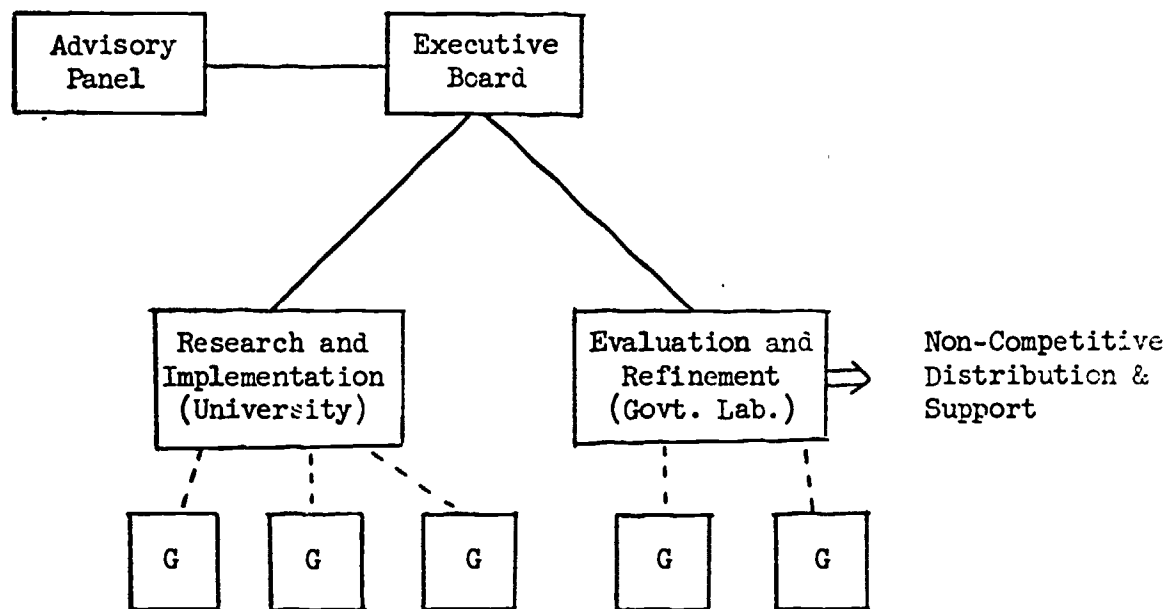 Advisory
Panel
Executive
Board
Research and
Implementation
(University)
Evaluation and
Refinement
(Govt. Lab.)
Non-Competitive
Distribution &
Support
G
G
G
G
G